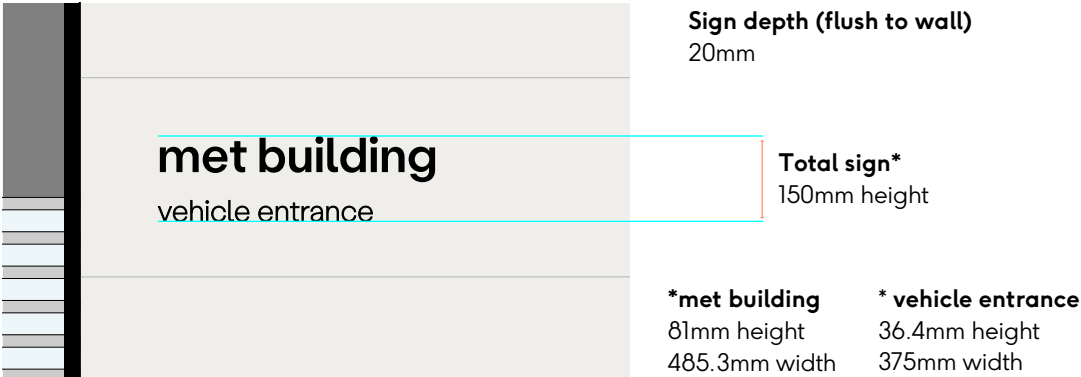 Sign depth (flush to wall)
20mm
met building
vehicle entrance
Total sign*
150mm height
*met building
81mm height
485.3mm width
* vehicle entrance
36.4mm height
375mm width